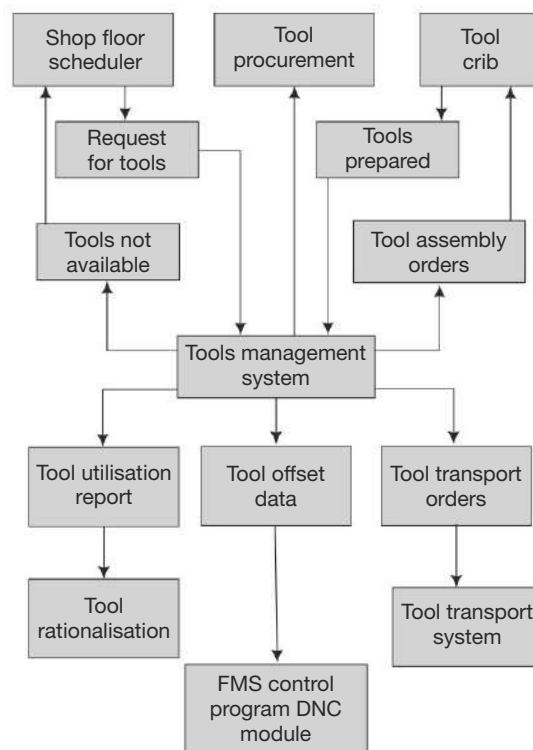 Shop floor
scheduler
Tool
procurement
Tool
crib
Request
for tools
Tools
prepared
Tools not
available
Tool assembly
orders
Tools management
system
Tool utilisation
report
Tool offset
data
Tool transport
orders
Tool
rationalisation
Tool transport
system
FMS control
program DNC
module